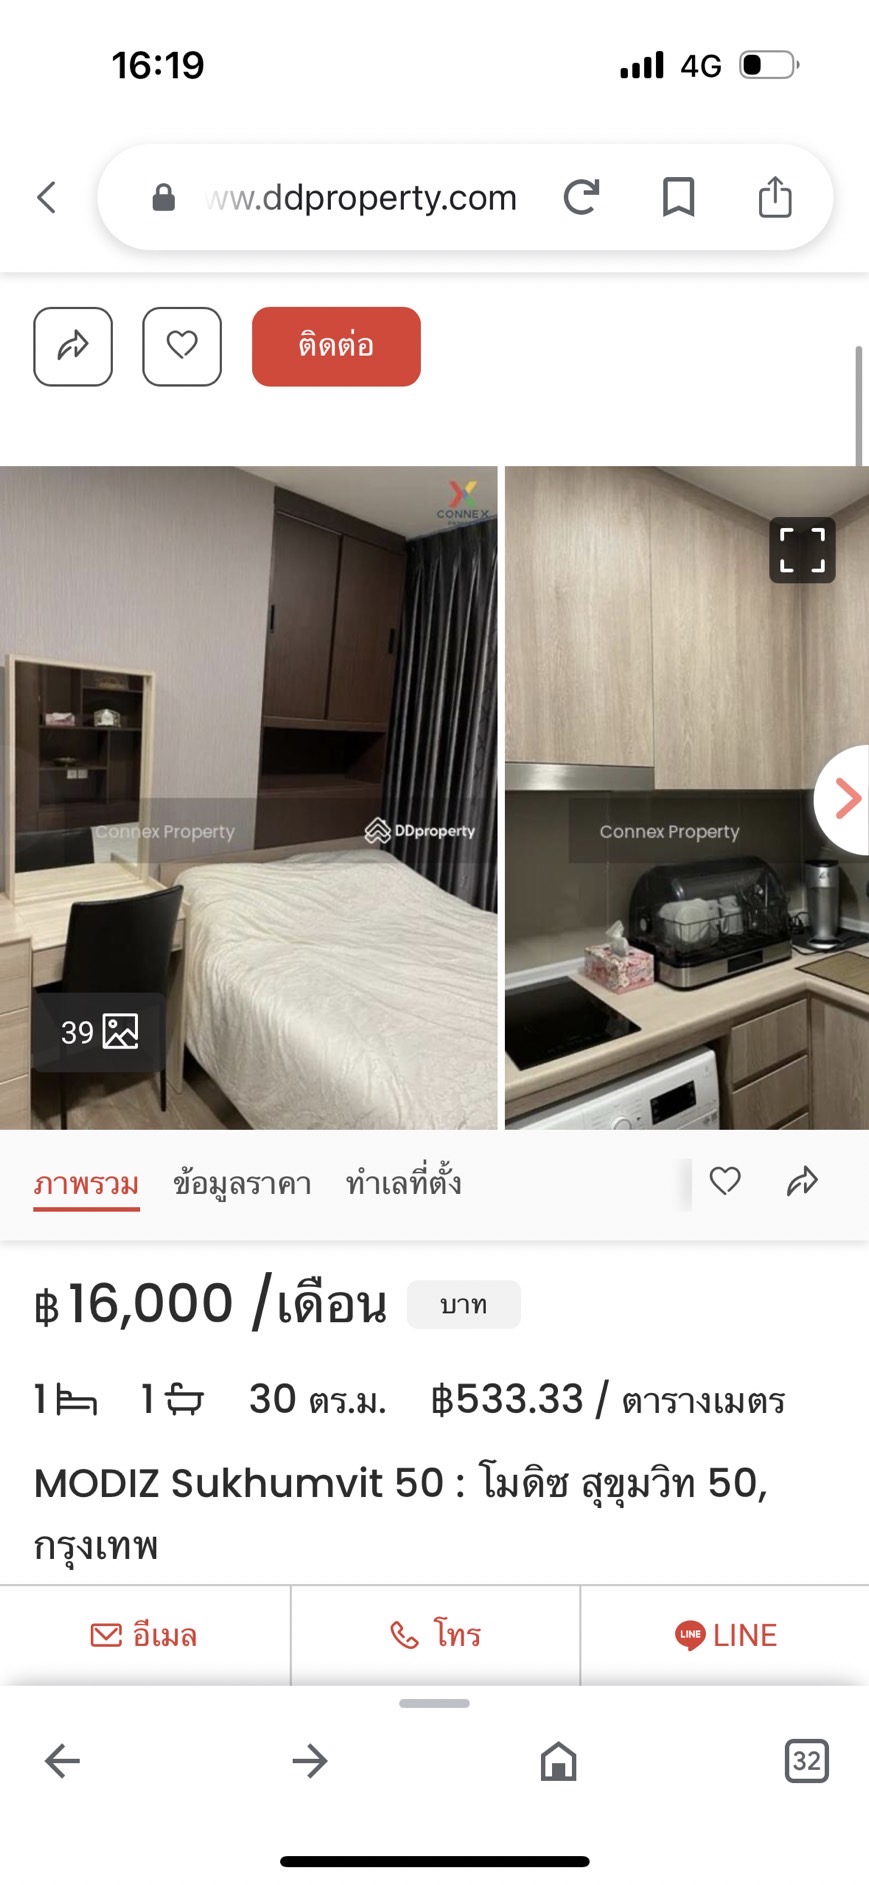 16:19
4G
ww.ddproperty.com
ติดต่อ
CONNEX
Connex Property
DDproperty
Connex Property
39
ภาพรวม ข้อมูลราคา ทำเลที่ตั้ง
฿16,000 /เดือน บาท
1 1 30 ตร.ม. ฿533.33 / ตารางเมตร
MODIZ Sukhumvit 50 : โมดิซ สุขุมวิท 50,
กรุงเทพ
อีเมล โทร LINE LINE
32